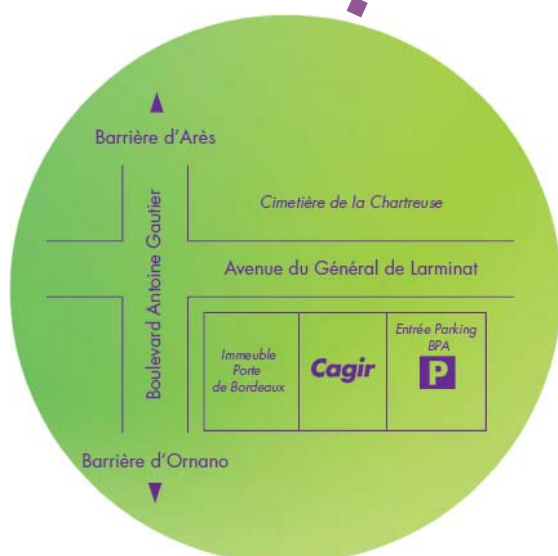 Barrière d'Arès
Cimetière de la Chartreuse
Boulevard Antoine Gautier
Avenue du Général de Larminat
Immeuble
Porte
de Bordeaux
Cagir
Entrée Parking
BPA
P
Barrière d'Ornano